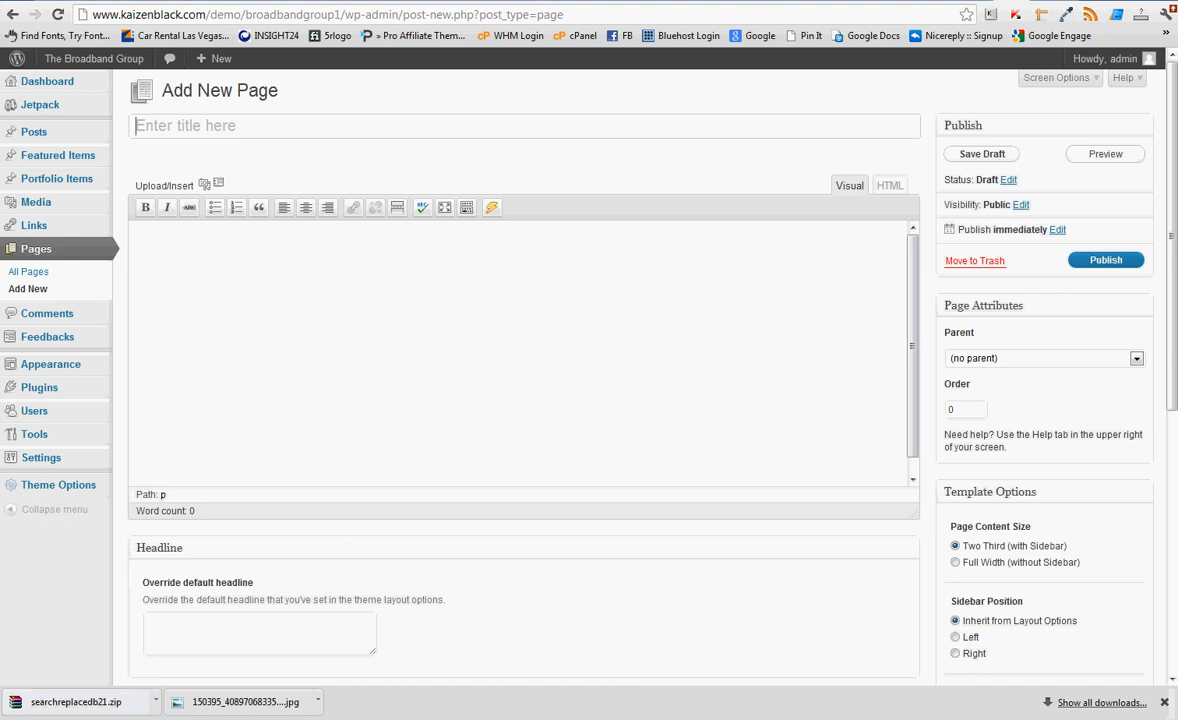 www.kaizenblack.com/demo/broadbandgroup1/wp-admin/post-new.php?post_type=page
Find Fonts, Try Font... Car Rental Las Vegas... INSIGHT24 5rlogo » Pro Affiliate Them... cP WHM Login cP cPanel FB Bluehost Login Google Pin It Google Docs Nicereply :: Signup Google Engage »
The Broadband Group + New Howdy, admin
Screen Options Help
Dashboard
Jetpack
Posts
Featured Items
Portfolio Items
Media
Links
Pages
All Pages
Add New
Comments
Feedbacks
Appearance
Plugins
Users
Tools
Settings
Theme Options
Collapse menu
Add New Page
Enter title here
Upload/Insert
Visual HTML
B I ABC
Path: p
Word count: 0
Headline
Override default headline
Override the default headline that you've set in the theme layout options.
Publish
Save Draft Preview
Status: Draft Edit
Visibility: Public Edit
Publish immediately Edit
Move to Trash Publish
Page Attributes
Parent
(no parent)
Order
0
Need help? Use the Help tab in the upper right
of your screen.
Template Options
Page Content Size
Two Third (with Sidebar)
Full Width (without Sidebar)
Sidebar Position
Inherit from Layout Options
Left
Right
searchreplacedb21.zip 150395_40897068335....jpg Show all downloads...